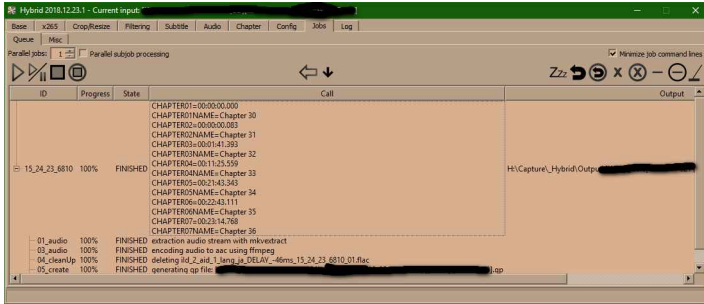 Hybrid 2018.12.23.1 - Current input:
Base x265 Crop/Resize Filtering Subtitle Audio Chapter Config Jobs Log
Queue Misc
Parallel jobs: 1 Parallel subjob processing Minimize job command lines
Zzz
ID Progress State Call Output
CHAPTER01=00:00:00.000
CHAPTER01NAME=Chapter 30
CHAPTER02=00:00:00.083
CHAPTER02NAME=Chapter 31
CHAPTER03=00:01:41.393
CHAPTER03NAME=Chapter 32
CHAPTER04=00:11:25.559
CHAPTER04NAME=Chapter 33
15_24_23_6810 100% FINISHED CHAPTER05=00:21:43.343 H:\Capture\_Hybrid\Outpu
CHAPTER05NAME=Chapter 34
CHAPTER06=00:22:43.111
CHAPTER06NAME=Chapter 35
CHAPTER07=00:23:14.768
CHAPTER07NAME=Chapter 36
01_audio 100% FINISHED extraction audio stream with mkvextract
03_audio 100% FINISHED encoding audio to aac using ffmpeg
04_cleanUp 100% FINISHED deleting ild_2_aid_1_lang_ja_DELAY_-46ms_15_24_23_6810_01.flac
05_create 100% FINISHED generating qp file: ].qp